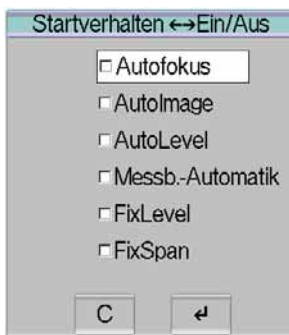 Startverhalten ↔Ein/Aus
Autofokus
AutoImage
AutoLevel
Messb.-Automatik
FixLevel
FixSpan
C ↵